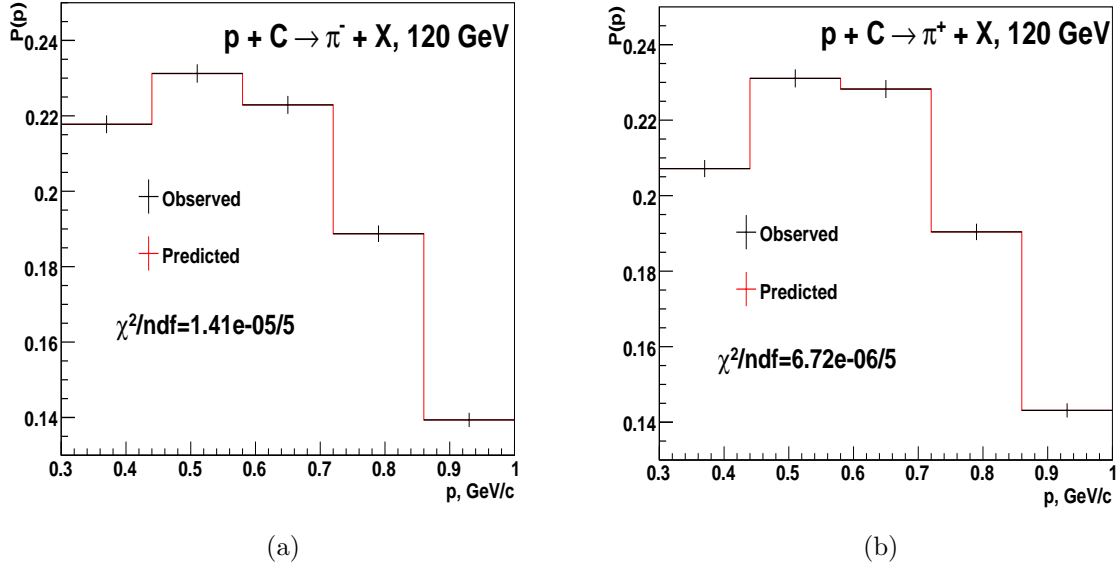 P(p)
p + C → π⁻ + X, 120 GeV
0.24
0.22
0.2
0.18
0.16
0.14
Observed
Predicted
χ²/ndf=1.41e-05/5
0.3 0.4 0.5 0.6 0.7 0.8 0.9 1
p, GeV/c
(a)
P(p)
p + C → π⁺ + X, 120 GeV
0.24
0.22
0.2
0.18
0.16
0.14
Observed
Predicted
χ²/ndf=6.72e-06/5
0.3 0.4 0.5 0.6 0.7 0.8 0.9 1
p, GeV/c
(b)